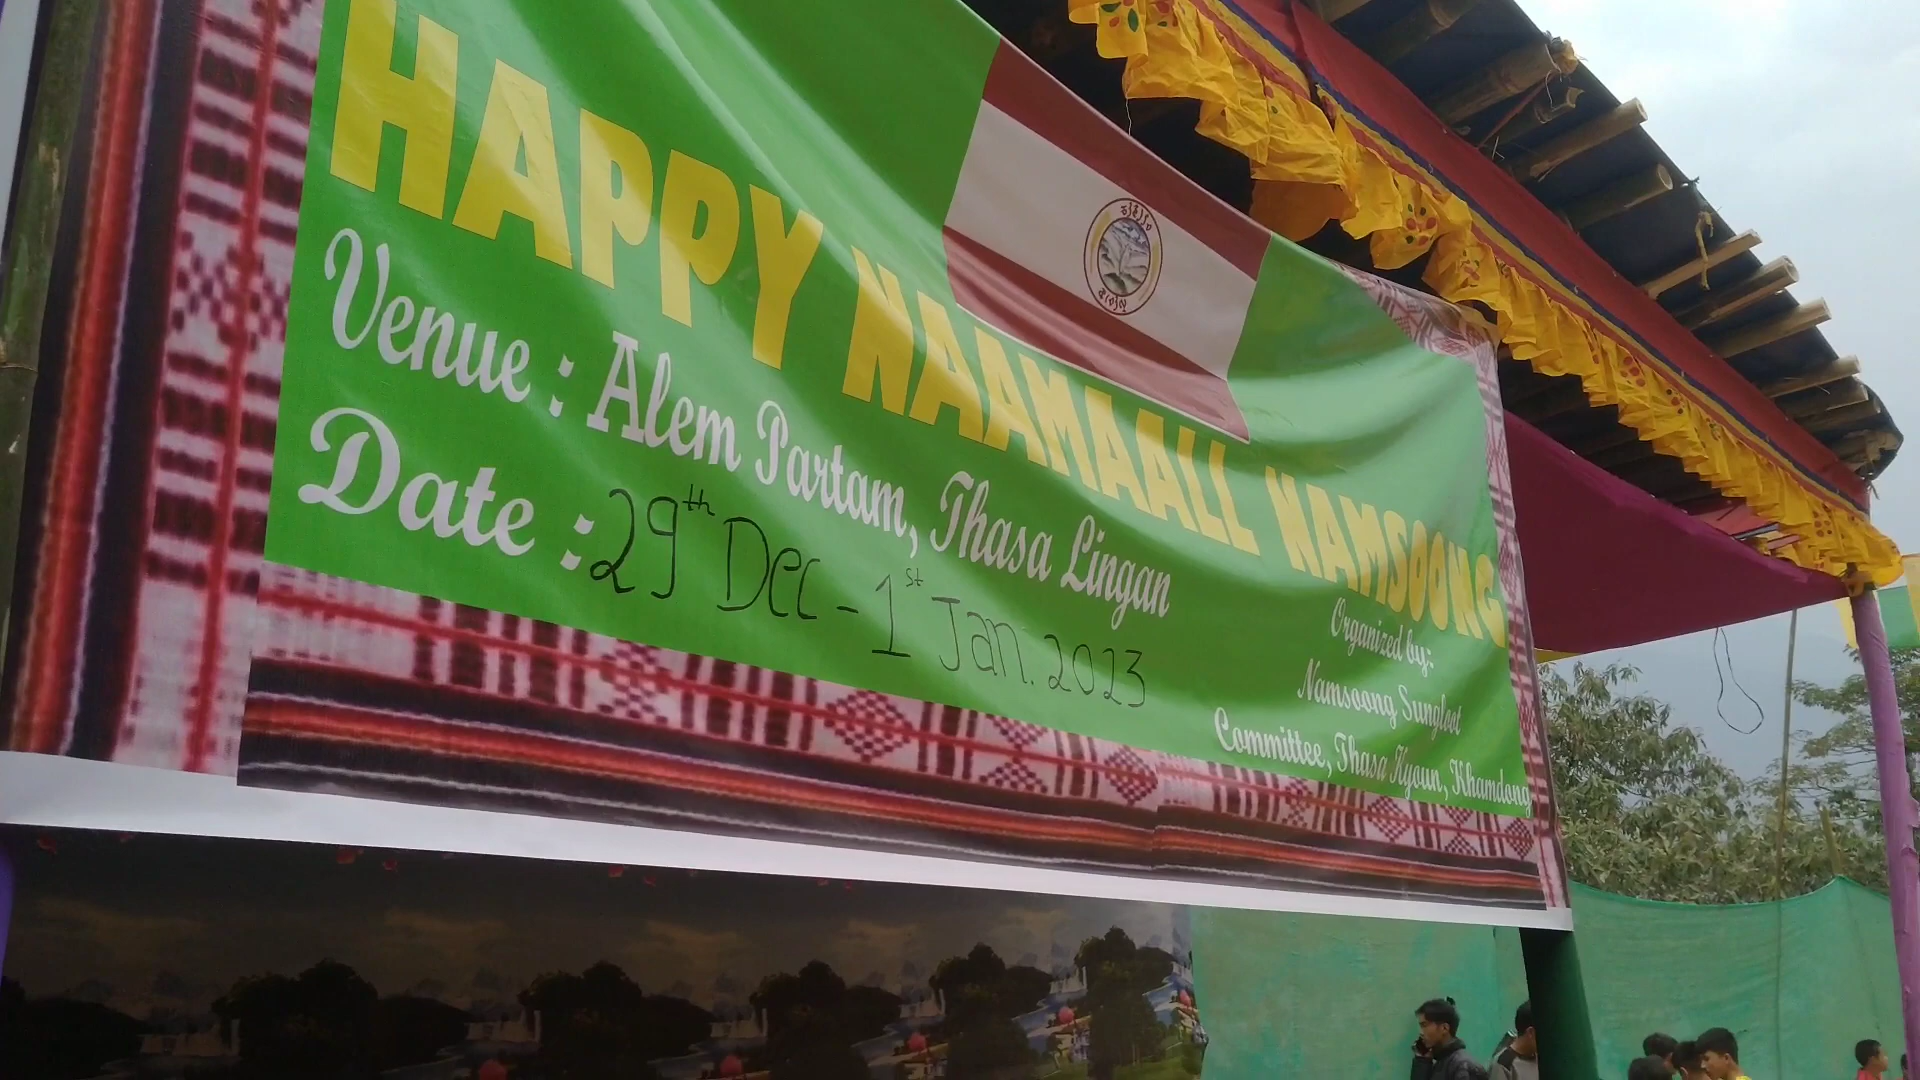 HAPPY NAAMAALL NAMSOONG
Venue : Alem Partam, Thasa Lingan
Date : 29th Dec - 1st Jan. 2023
Organized by:
Namsoong Sungloot
Committee, Thasa Kyoun, Khamdong